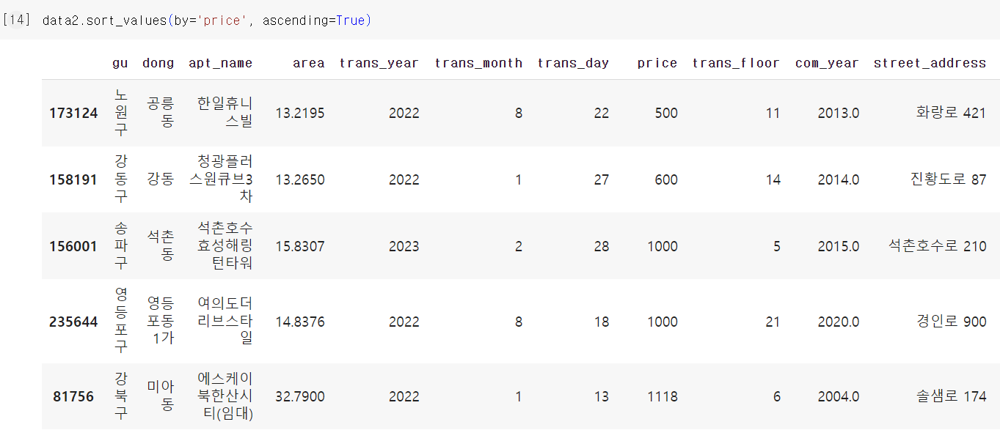 [14] data2.sort_values(by='price', ascending=True)
gu dong apt_name area trans_year trans_month trans_day price trans_floor com_year street_address
173124 노원구 공릉동 한일휴니스빌 13.2195 2022 8 22 500 11 2013.0 화랑로 421
158191 강동구 강동 청광플러스원큐브3차 13.2650 2022 1 27 600 14 2014.0 진황도로 87
156001 송파구 석촌동 석촌호수효성해링턴타워 15.8307 2023 2 28 1000 5 2015.0 석촌호수로 210
235644 영등포구 영등포동1가 여의도더리브스타일 14.8376 2022 8 18 1000 21 2020.0 경인로 900
81756 강북구 미아동 에스케이북한산시티(임대) 32.7900 2022 1 13 1118 6 2004.0 솔샘로 174